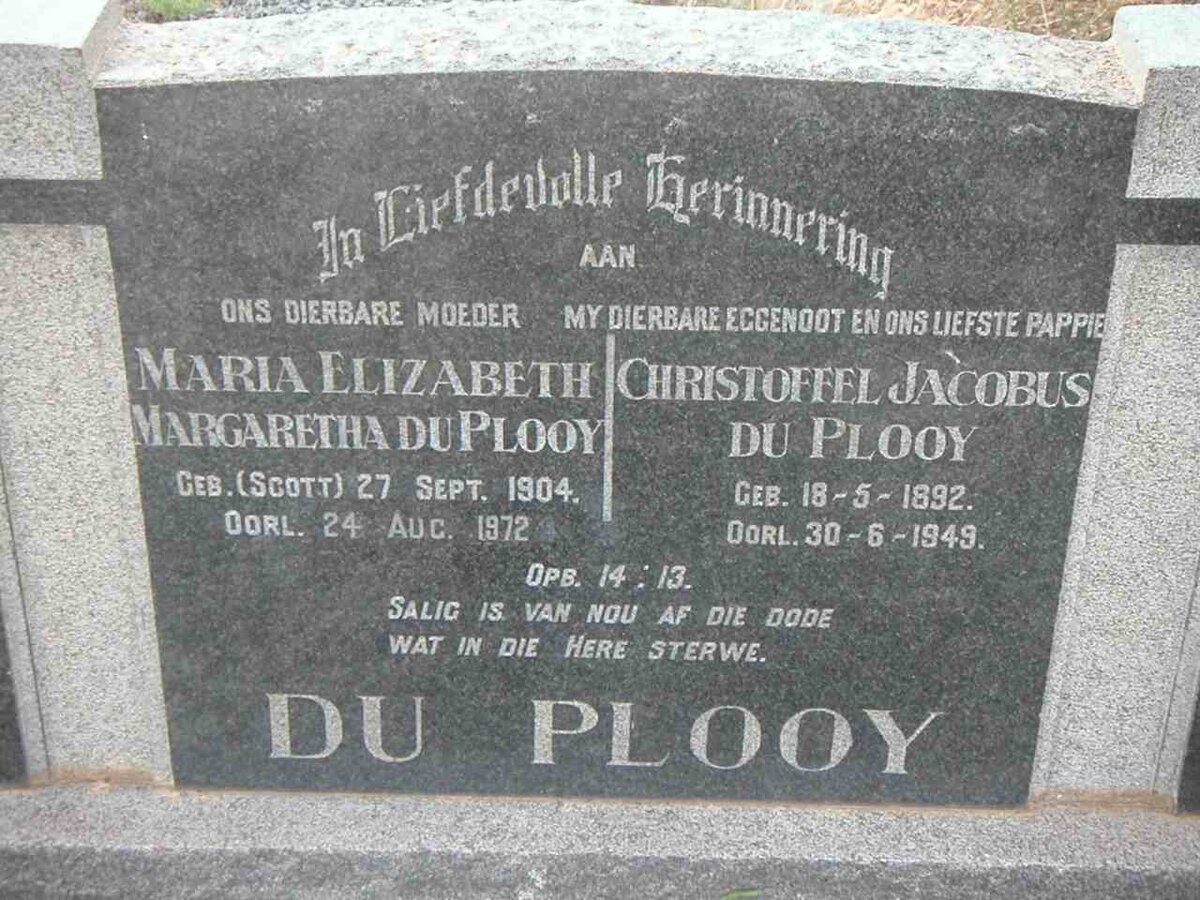 In Liefdevolle Herinnering
AAN
ONS DIERBARE MOEDER
MARIA ELIZABETH
MARGARETHA DU PLOOY
GEB. (SCOTT) 27 SEPT. 1904.
OORL. 24 AUG. 1972
MY DIERBARE EGGENOOT EN ONS LIEFSTE PAPPIE
CHRISTOFFEL JACOBUS
DU PLOOY
GEB. 18-5-1892.
OORL. 30-6-1949.
OPB. 14:13.
SALIG IS VAN NOU AF DIE DODE
WAT IN DIE HERE STERWE.
DU PLOOY